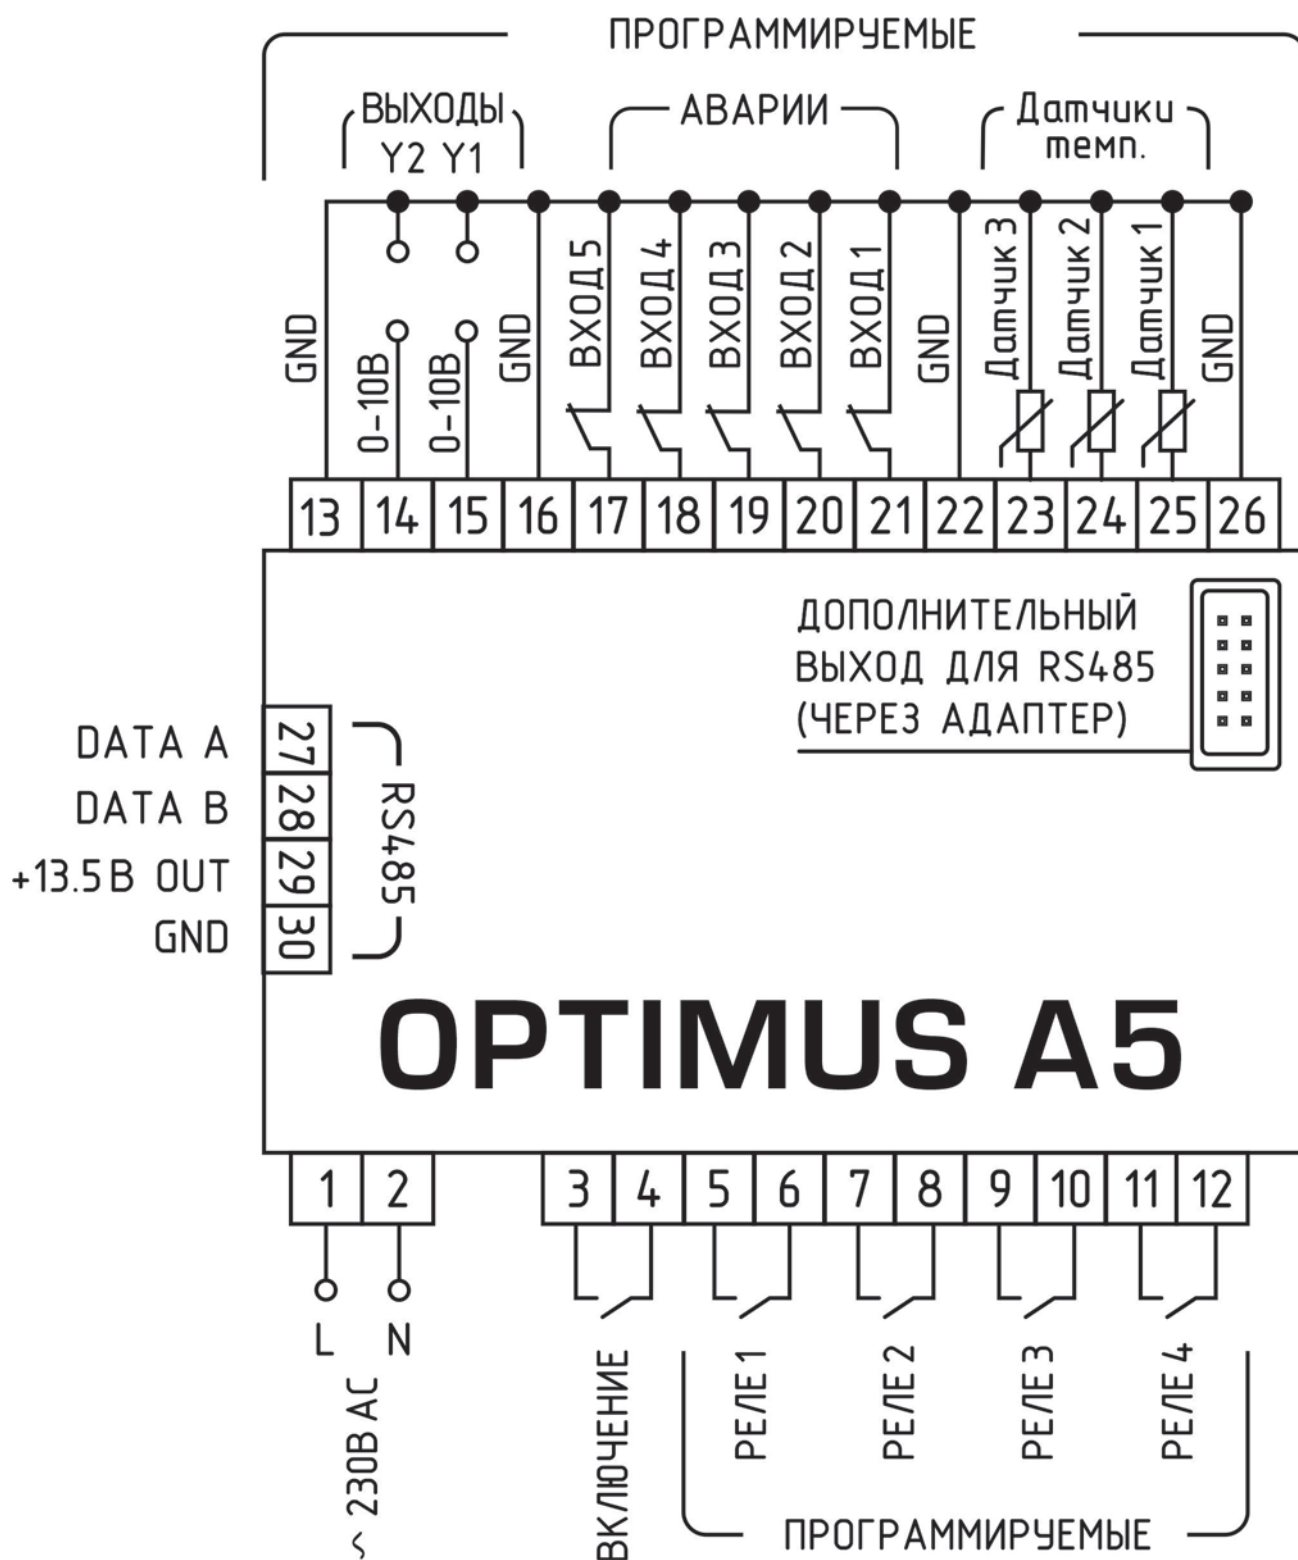 ПРОГРАММИРУЕМЫЕ
ВЫХОДЫ
Y2 Y1
АВАРИИ
Датчики
темп.
GND
0-10В
0-10В
GND
ВХОД 5
ВХОД 4
ВХОД 3
ВХОД 2
ВХОД 1
GND
Датчик 3
Датчик 2
Датчик 1
GND
13 14 15 16 17 18 19 20 21 22 23 24 25 26
ДОПОЛНИТЕЛЬНЫЙ
ВЫХОД ДЛЯ RS485
(ЧЕРЕЗ АДАПТЕР)
DATA A 27
DATA B 28
+13.5В OUT 29
GND 30
RS485
OPTIMUS A5
1 2 3 4 5 6 7 8 9 10 11 12
L N
~ 230В AC
ВКЛЮЧЕНИЕ
РЕЛЕ 1
РЕЛЕ 2
РЕЛЕ 3
РЕЛЕ 4
ПРОГРАММИРУЕМЫЕ